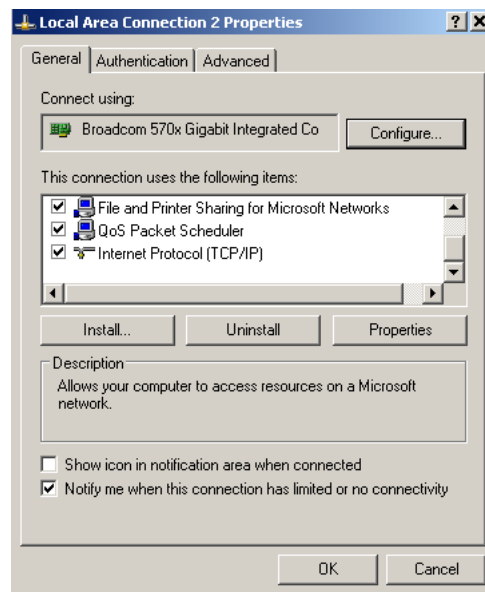 Local Area Connection 2 Properties
General Authentication Advanced
Connect using:
Broadcom 570x Gigabit Integrated Co
Configure...
This connection uses the following items:
File and Printer Sharing for Microsoft Networks
QoS Packet Scheduler
Internet Protocol (TCP/IP)
Install... Uninstall Properties
Description
Allows your computer to access resources on a Microsoft
network.
Show icon in notification area when connected
Notify me when this connection has limited or no connectivity
OK Cancel